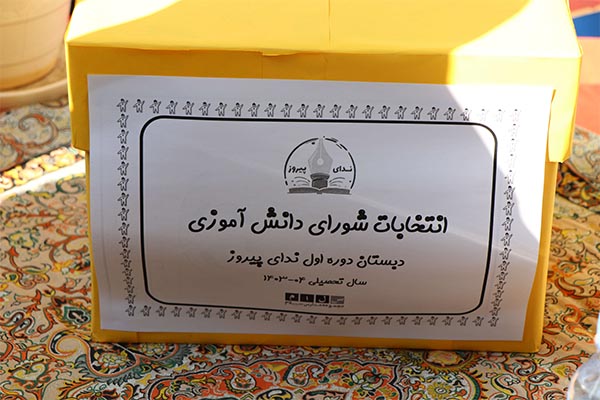 ندای پیروز
انتخابات شورای دانش آموزی
دبستان دوره اول ندای پیروز
سال تحصیلی ۰۴-۱۴۰۳